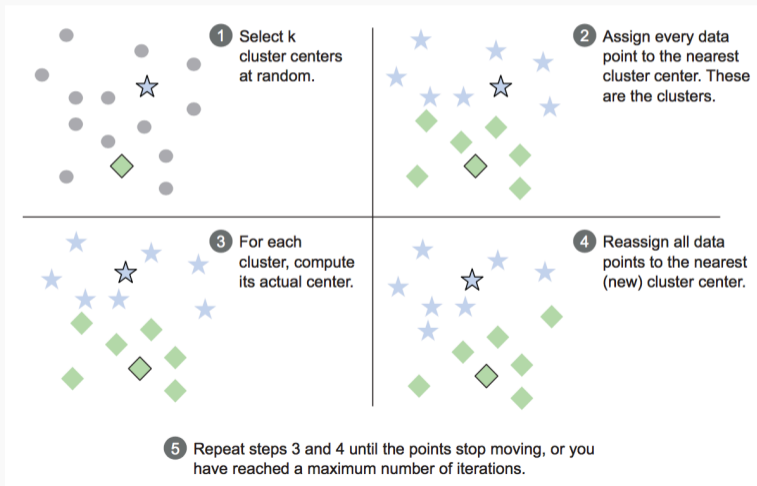 1 Select k
cluster centers
at random.
2 Assign every data
point to the nearest
cluster center. These
are the clusters.
3 For each
cluster, compute
its actual center.
4 Reassign all data
points to the nearest
(new) cluster center.
5 Repeat steps 3 and 4 until the points stop moving, or you
have reached a maximum number of iterations.